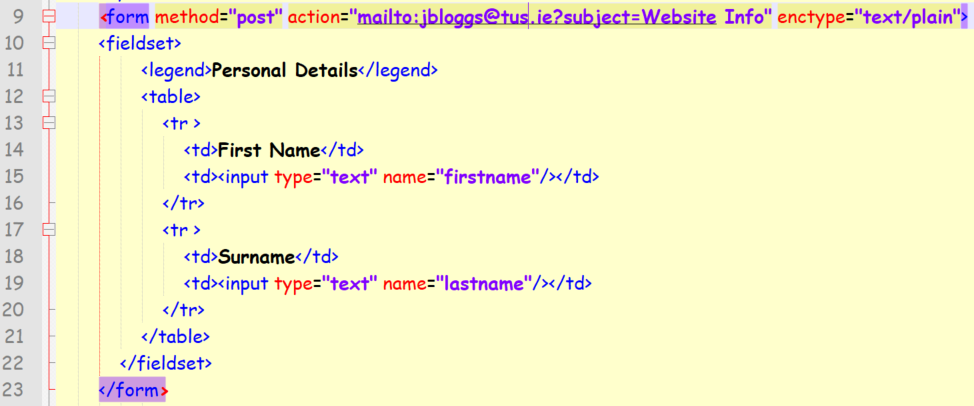 9 <form method="post" action="mailto:jbloggs@tus.ie?subject=Website Info" enctype="text/plain">
10 <fieldset>
11 <legend>Personal Details</legend>
12 <table>
13 <tr >
14 <td>First Name</td>
15 <td><input type="text" name="firstname"/></td>
16 </tr>
17 <tr >
18 <td>Surname</td>
19 <td><input type="text" name="lastname"/></td>
20 </tr>
21 </table>
22 </fieldset>
23 </form>